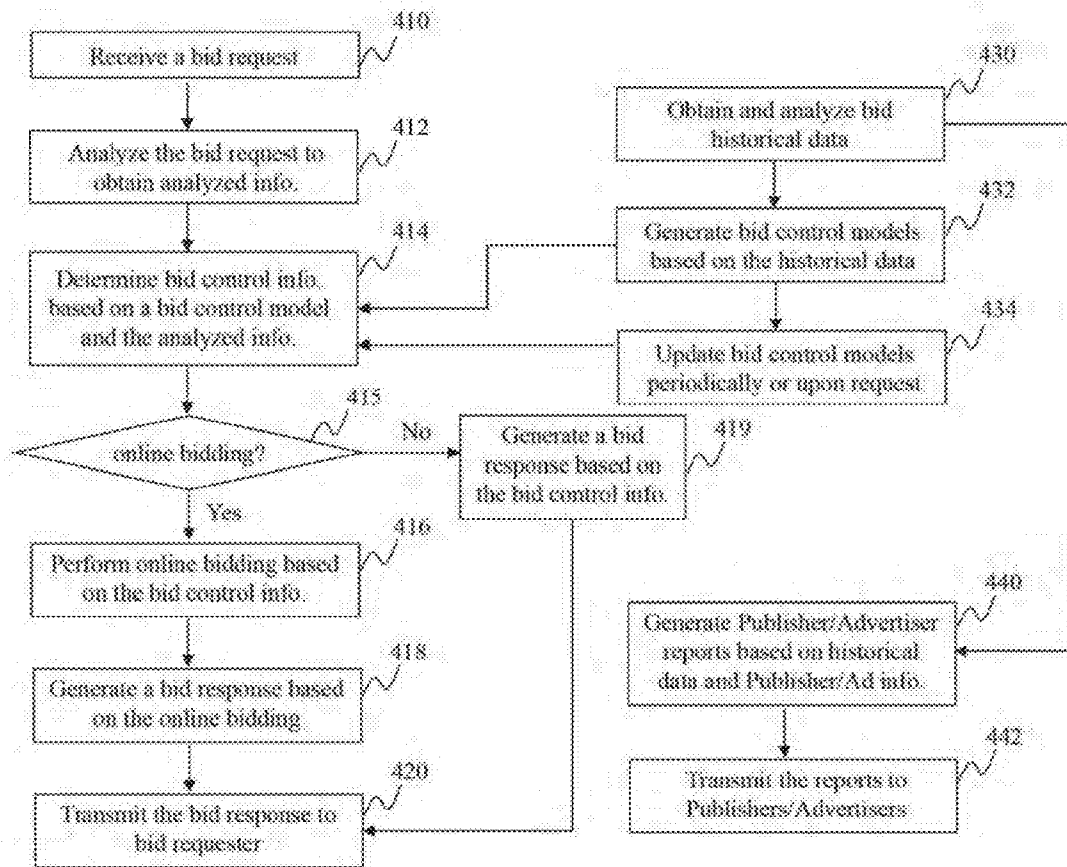 410
Receive a bid request
412
Analyze the bid request to
obtain analyzed info.
414
Determine bid control info.
based on a bid control model
and the analyzed info.
415
online bidding?
No
Yes
416
Perform online bidding based
on the bid control info.
418
Generate a bid response based
on the online bidding
420
Transmit the bid response to
bid requester
419
Generate a bid
response based on
the bid control info.
430
Obtain and analyze bid
historical data
432
Generate bid control models
based on the historical data
434
Update bid control models
periodically or upon request
440
Generate Publisher/Advertiser
reports based on historical
data and Publisher/Ad info.
442
Transmit the reports to
Publishers/Advertisers